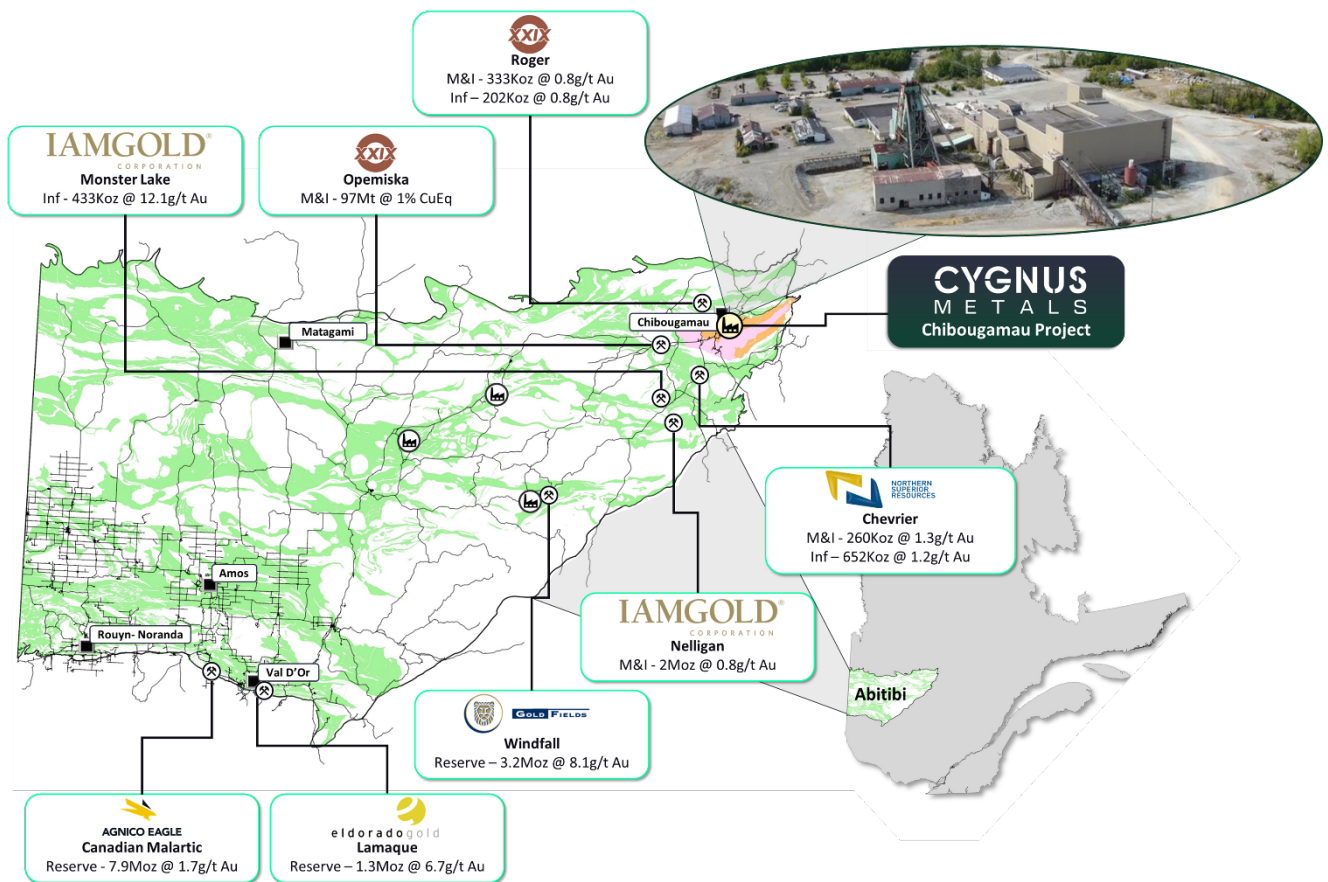 XXIX
Roger
M&I - 333Koz @ 0.8g/t Au
Inf – 202Koz @ 0.8g/t Au
IAMGOLD®
CORPORATION
Monster Lake
Inf - 433Koz @ 12.1g/t Au
XXIX
Opemiska
M&I - 97Mt @ 1% CuEq
CYGNUS
METALS
Chibougamau Project
Chibougamau
Matagami
NORTHERN
SUPERIOR
RESOURCES
Chevrier
M&I - 260Koz @ 1.3g/t Au
Inf – 652Koz @ 1.2g/t Au
Amos
IAMGOLD®
CORPORATION
Nelligan
M&I - 2Moz @ 0.8g/t Au
Rouyn- Noranda
Val D'Or
Abitibi
GOLD FIELDS
Windfall
Reserve – 3.2Moz @ 8.1g/t Au
AGNICO EAGLE
Canadian Malartic
Reserve - 7.9Moz @ 1.7g/t Au
eldoradogold
Lamaque
Reserve – 1.3Moz @ 6.7g/t Au